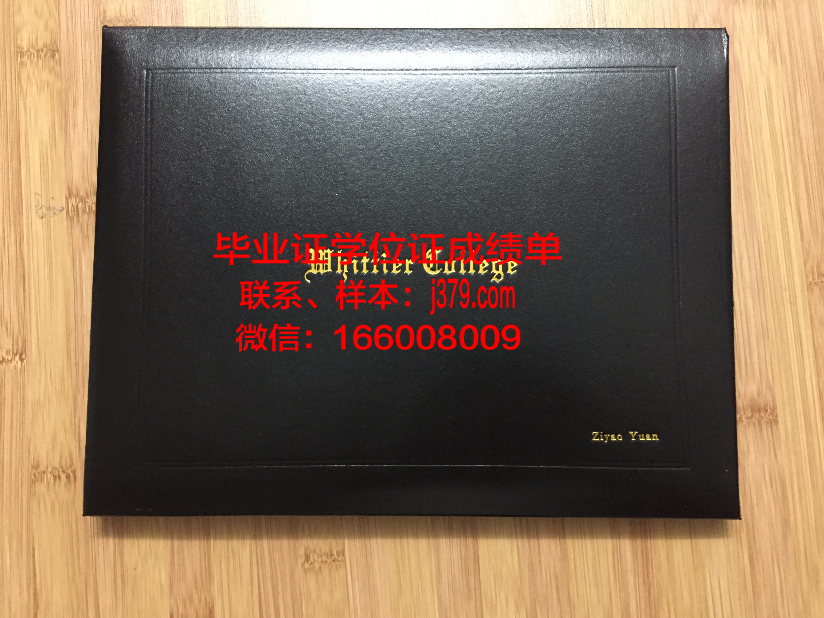 毕业证学位证成绩单
Whittier College
联系、样本：j379.com
微信：166008009
Ziyao Yuan